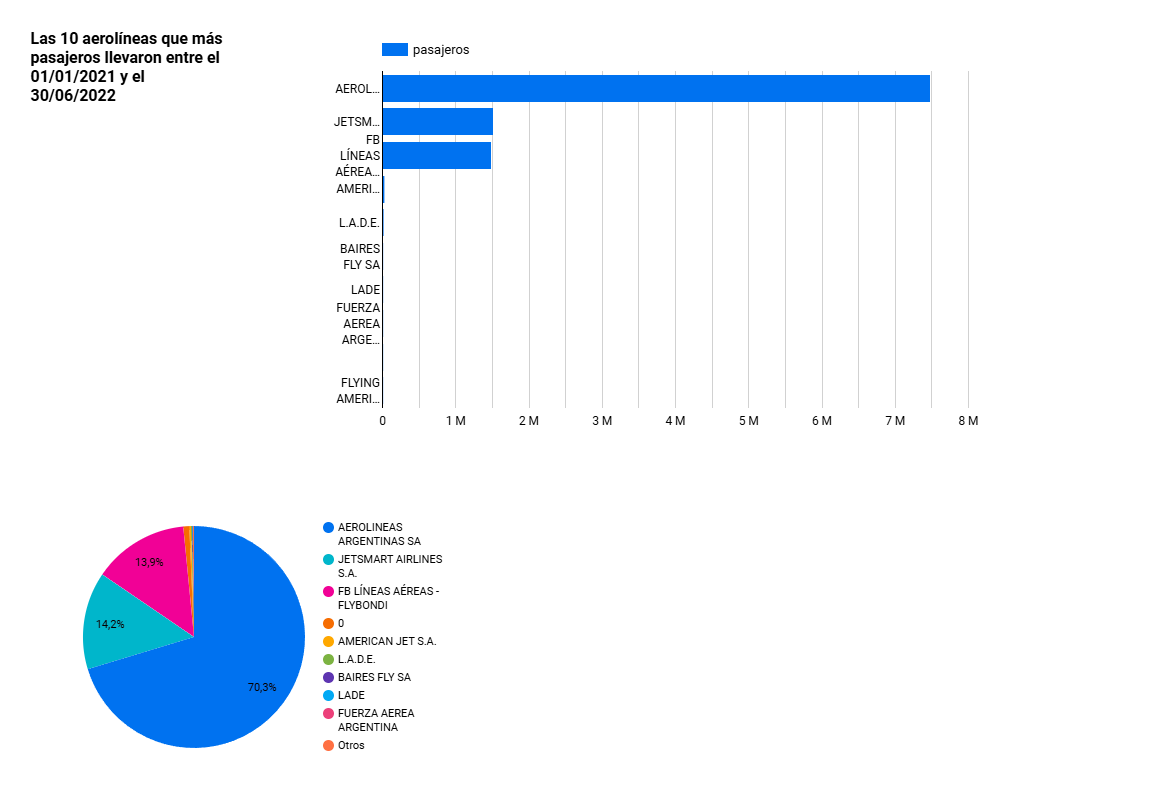 Las 10 aerolíneas que más
pasajeros llevaron entre el
01/01/2021 y el
30/06/2022
pasajeros
AEROL…
JETSM…
FB
LÍNEAS
AÉREA…
AMERI…
L.A.D.E.
BAIRES
FLY SA
LADE
FUERZA
AEREA
ARGE…
FLYING
AMERI…
0 1 M 2 M 3 M 4 M 5 M 6 M 7 M 8 M
13,9%
14,2%
70,3%
AEROLINEAS
ARGENTINAS SA
JETSMART AIRLINES
S.A.
FB LÍNEAS AÉREAS -
FLYBONDI
0
AMERICAN JET S.A.
L.A.D.E.
BAIRES FLY SA
LADE
FUERZA AEREA
ARGENTINA
Otros